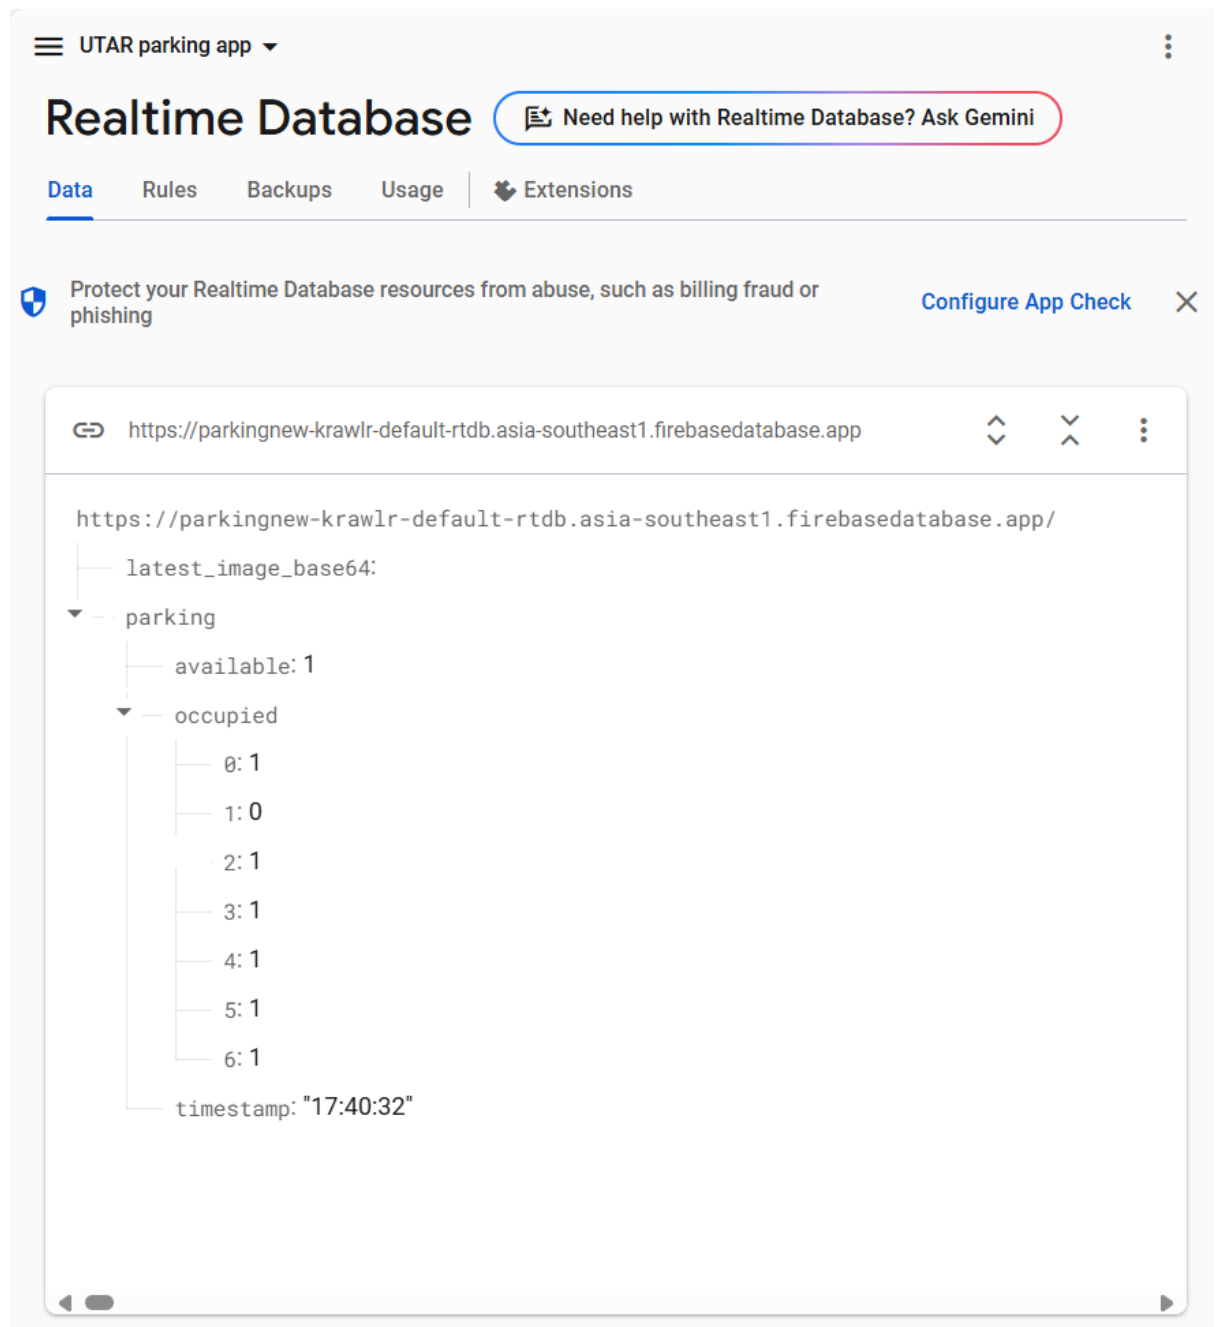 UTAR parking app
Realtime Database
Need help with Realtime Database? Ask Gemini
Data Rules Backups Usage Extensions
Protect your Realtime Database resources from abuse, such as billing fraud or
phishing
Configure App Check
https://parkingnew-krawlr-default-rtdb.asia-southeast1.firebasedatabase.app
https://parkingnew-krawlr-default-rtdb.asia-southeast1.firebasedatabase.app/
latest_image_base64:
parking
available: 1
occupied
0: 1
1: 0
2: 1
3: 1
4: 1
5: 1
6: 1
timestamp: "17:40:32"